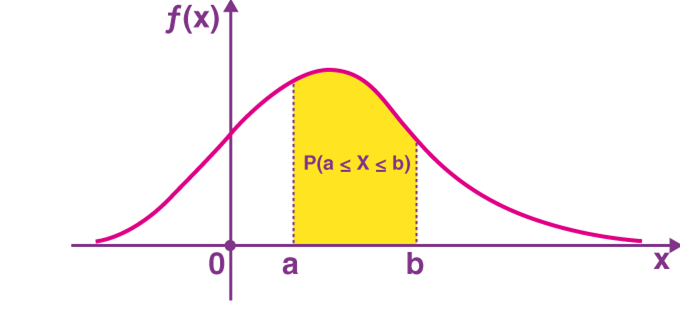 f(x)
P(a ≤ X ≤ b)
0 a b x